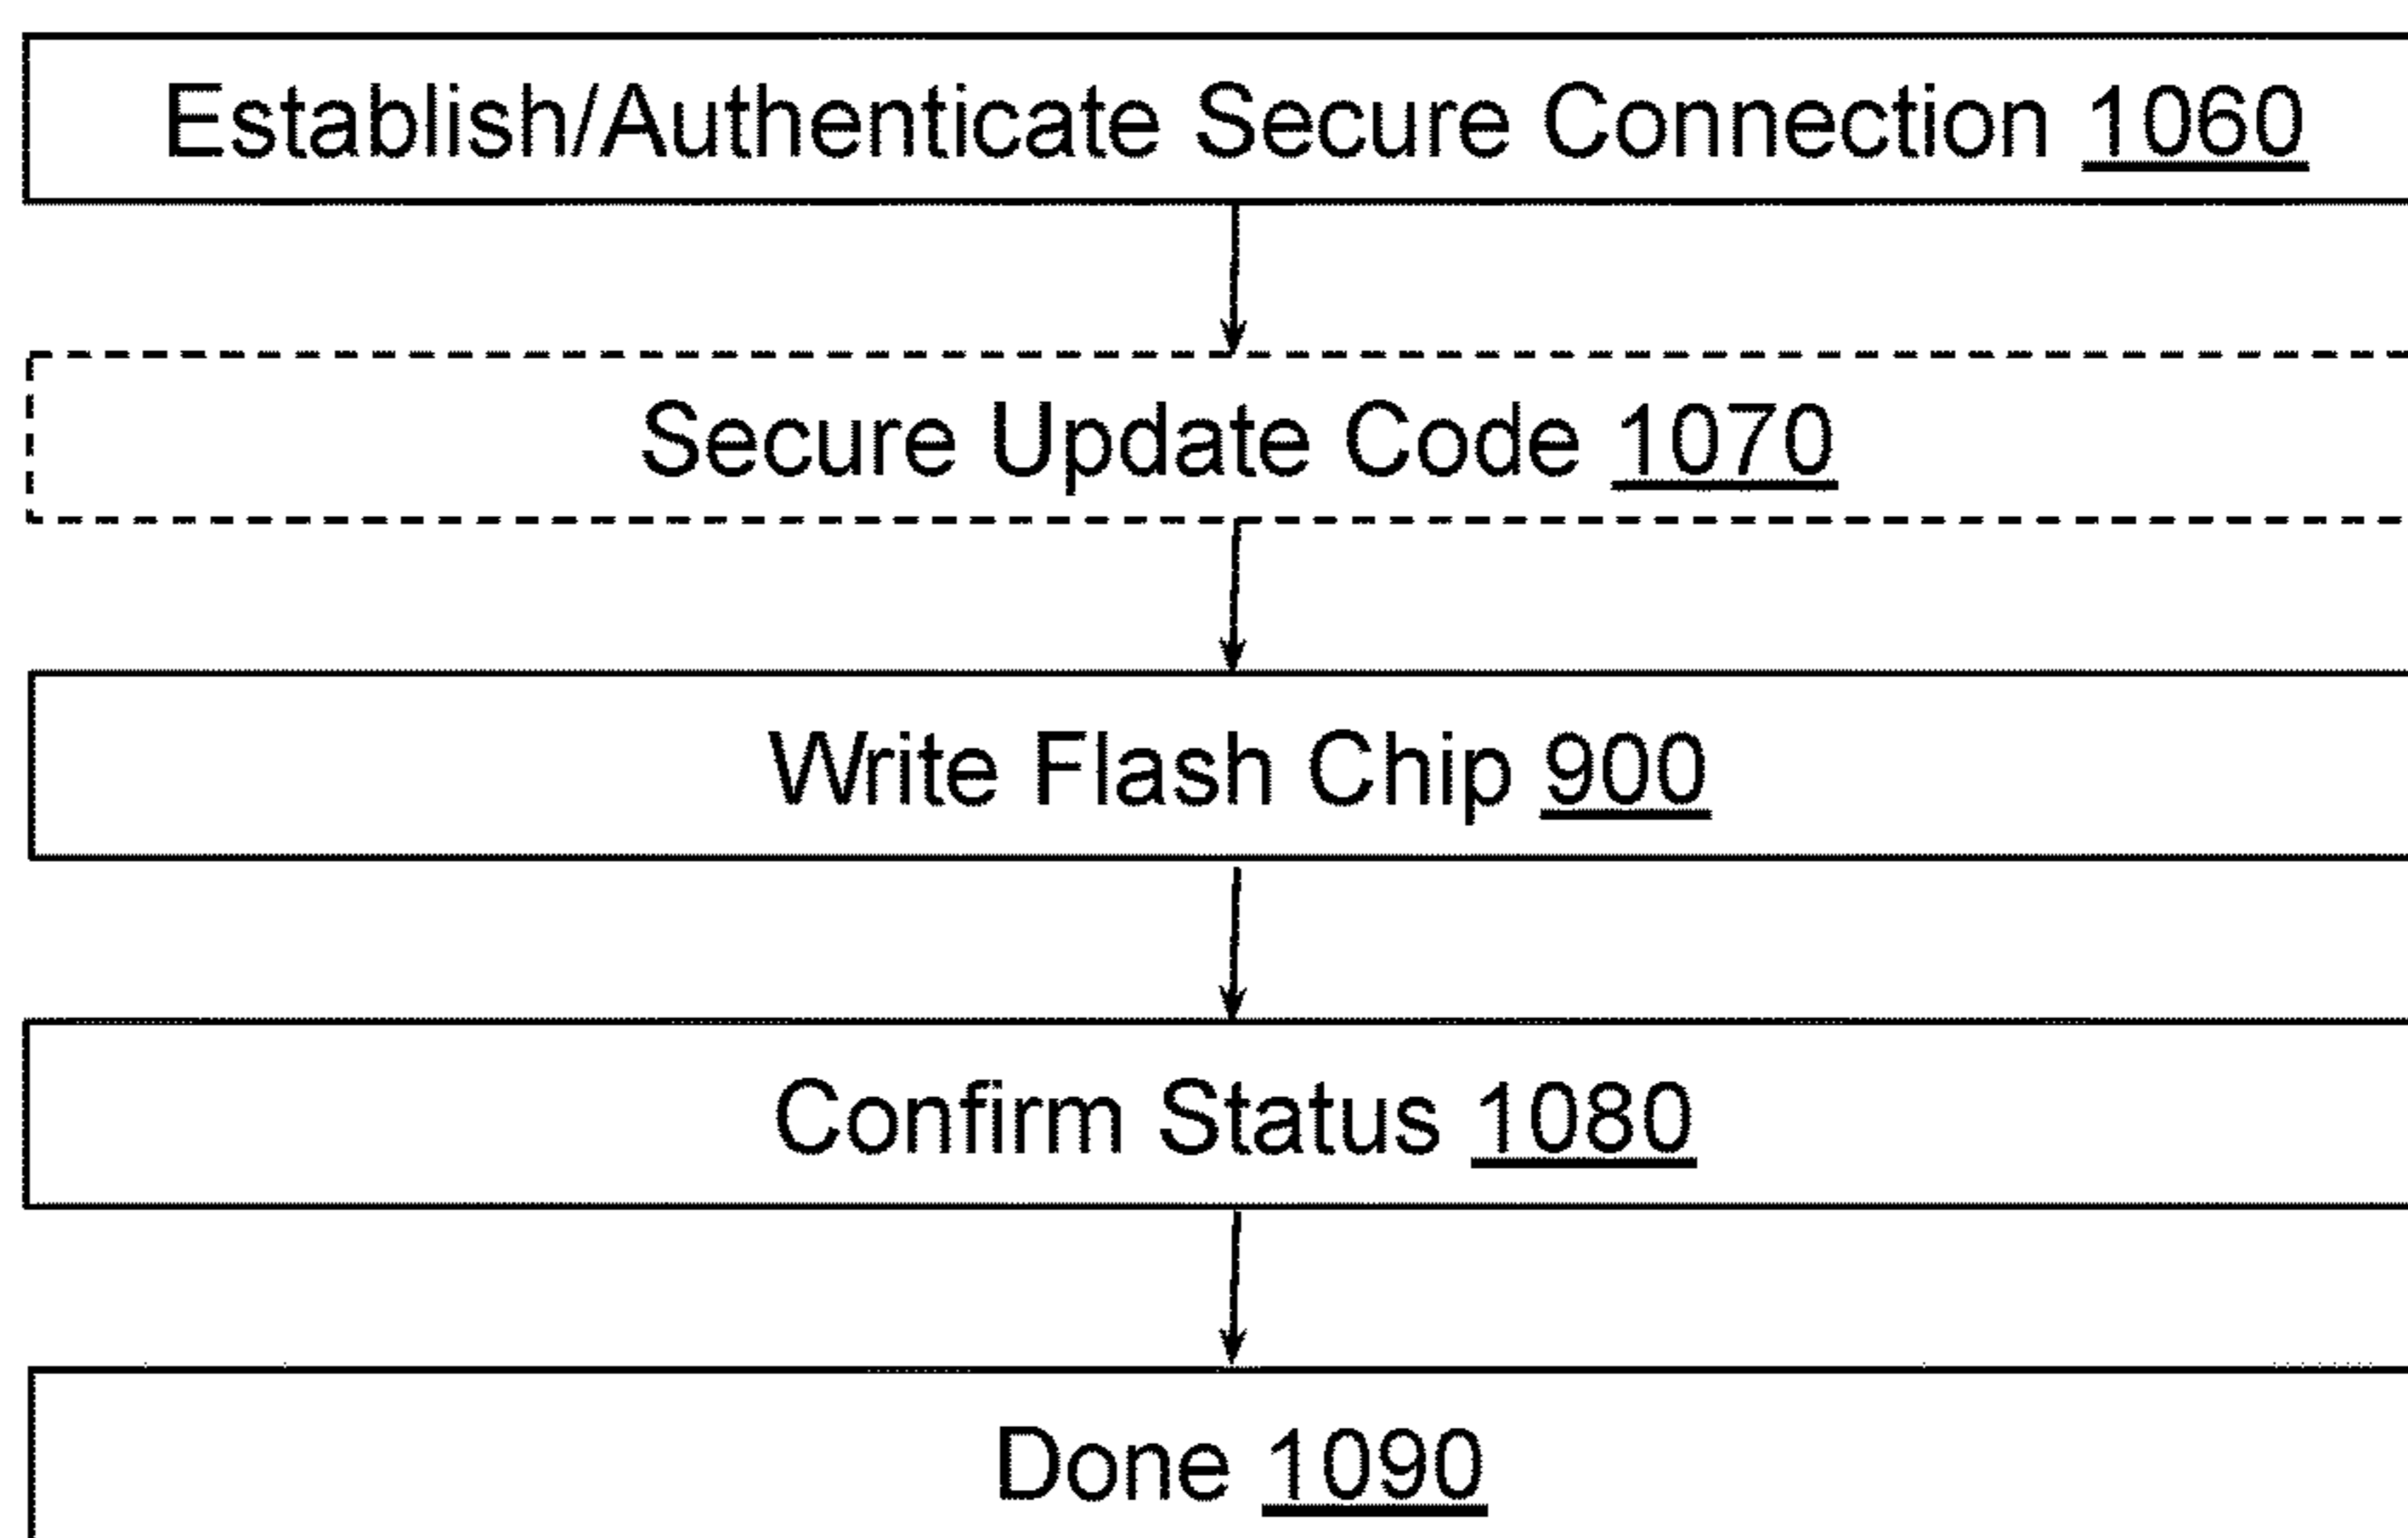 Establish/Authenticate Secure Connection 1060
Secure Update Code 1070
Write Flash Chip 900
Confirm Status 1080
Done 1090